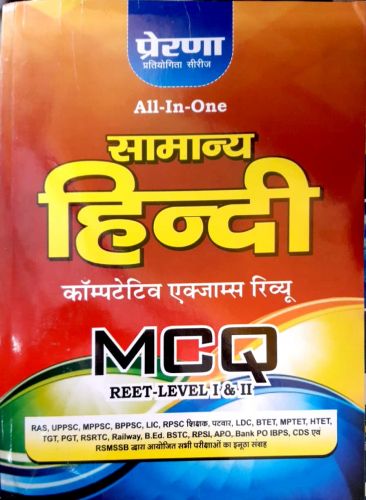 प्रेरणा
प्रतियोगिता सीरीज
All-In-One
सामान्य
हिन्दी
कॉम्पटेटिव एक्जाम्स रिव्यू
MCQ
REET-LEVEL I & II
RAS, UPPSC, MPPSC, BPPSC, LIC, RPSC शिक्षक, पटवार, LDC, BTET, MPTET, HTET,
TGT, PGT, RSRTC, Railway, B.Ed. BSTC, RPSI, APO, Bank PO IBPS, CDS एवं
RSMSSB द्वारा आयोजित सभी परीक्षाओं का अनूठा संग्रह